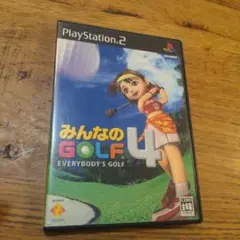 PlayStation 2
みんなの
GOLF 4
EVERYBODY'S GOLF